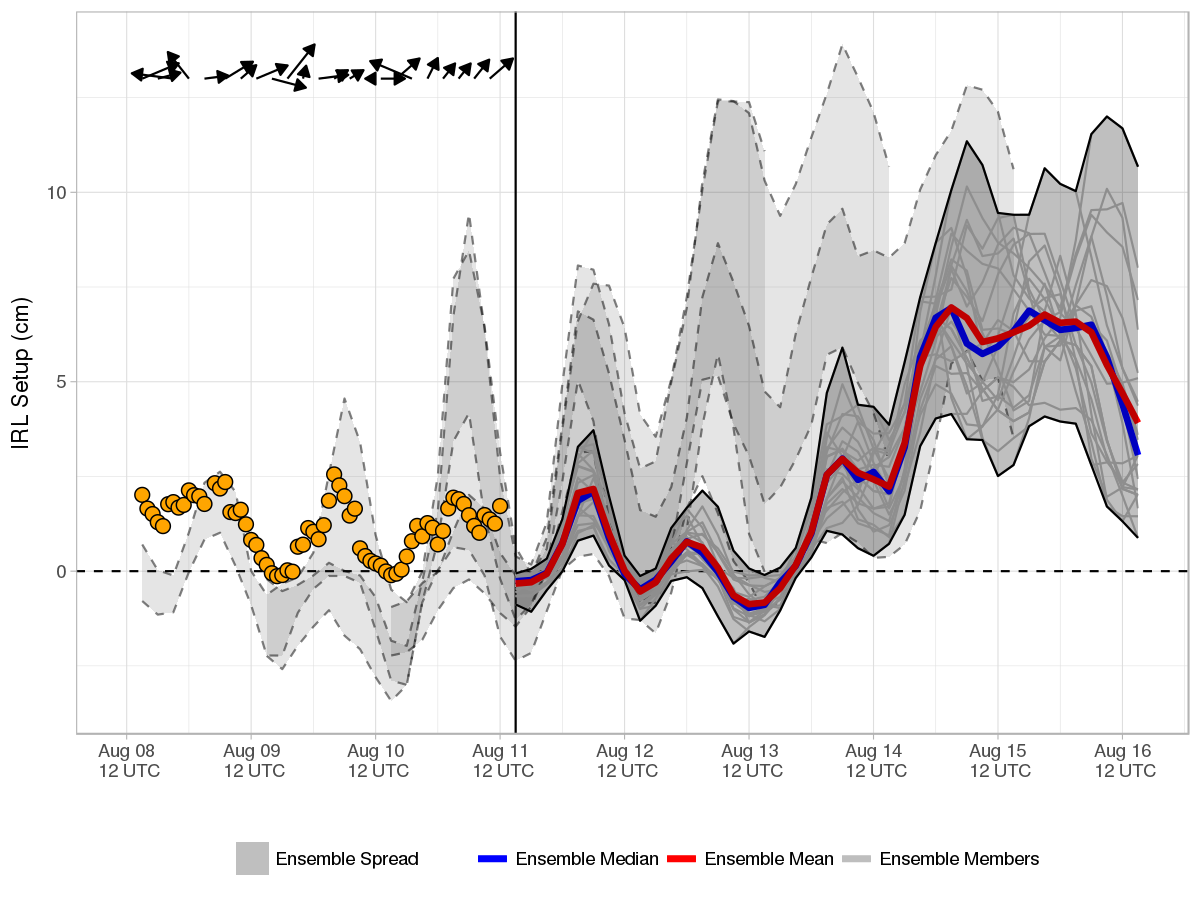 IRL Setup (cm)
10
5
0
Aug 08 Aug 09 Aug 10 Aug 11 Aug 12 Aug 13 Aug 14 Aug 15 Aug 16
12 UTC 12 UTC 12 UTC 12 UTC 12 UTC 12 UTC 12 UTC 12 UTC 12 UTC
Ensemble Spread Ensemble Median Ensemble Mean Ensemble Members